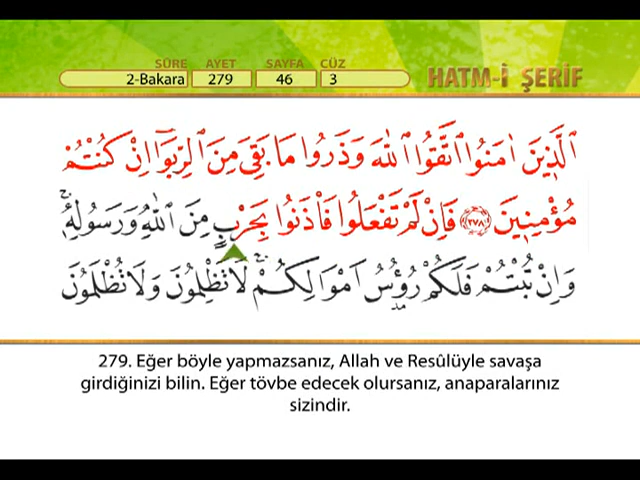 SÛRE AYET SAYFA CÜZ
2-Bakara 279 46 3 HATM-İ ŞERİF
الَّذٖينَ اٰمَنُوا اتَّقُوا اللّٰهَ وَذَرُوا مَا بَقِىَ مِنَ الرِّبٰٓوا اِنْ كُنْتُمْ
مُؤْمِنٖينَ ﴿٢٧٨﴾ فَاِنْ لَمْ تَفْعَلُوا فَاْذَنُوا بِحَرْبٍ مِنَ اللّٰهِ وَرَسُولِهٖۚ
وَاِنْ تُبْتُمْ فَلَكُمْ رُؤُسُ اَمْوَالِكُمْۚ لَا تَظْلِمُونَ وَلَا تُظْلَمُونَ
279. Eğer böyle yapmazsanız, Allah ve Resûlüyle savaşa
girdiğinizi bilin. Eğer tövbe edecek olursanız, anaparalarınız
sizindir.